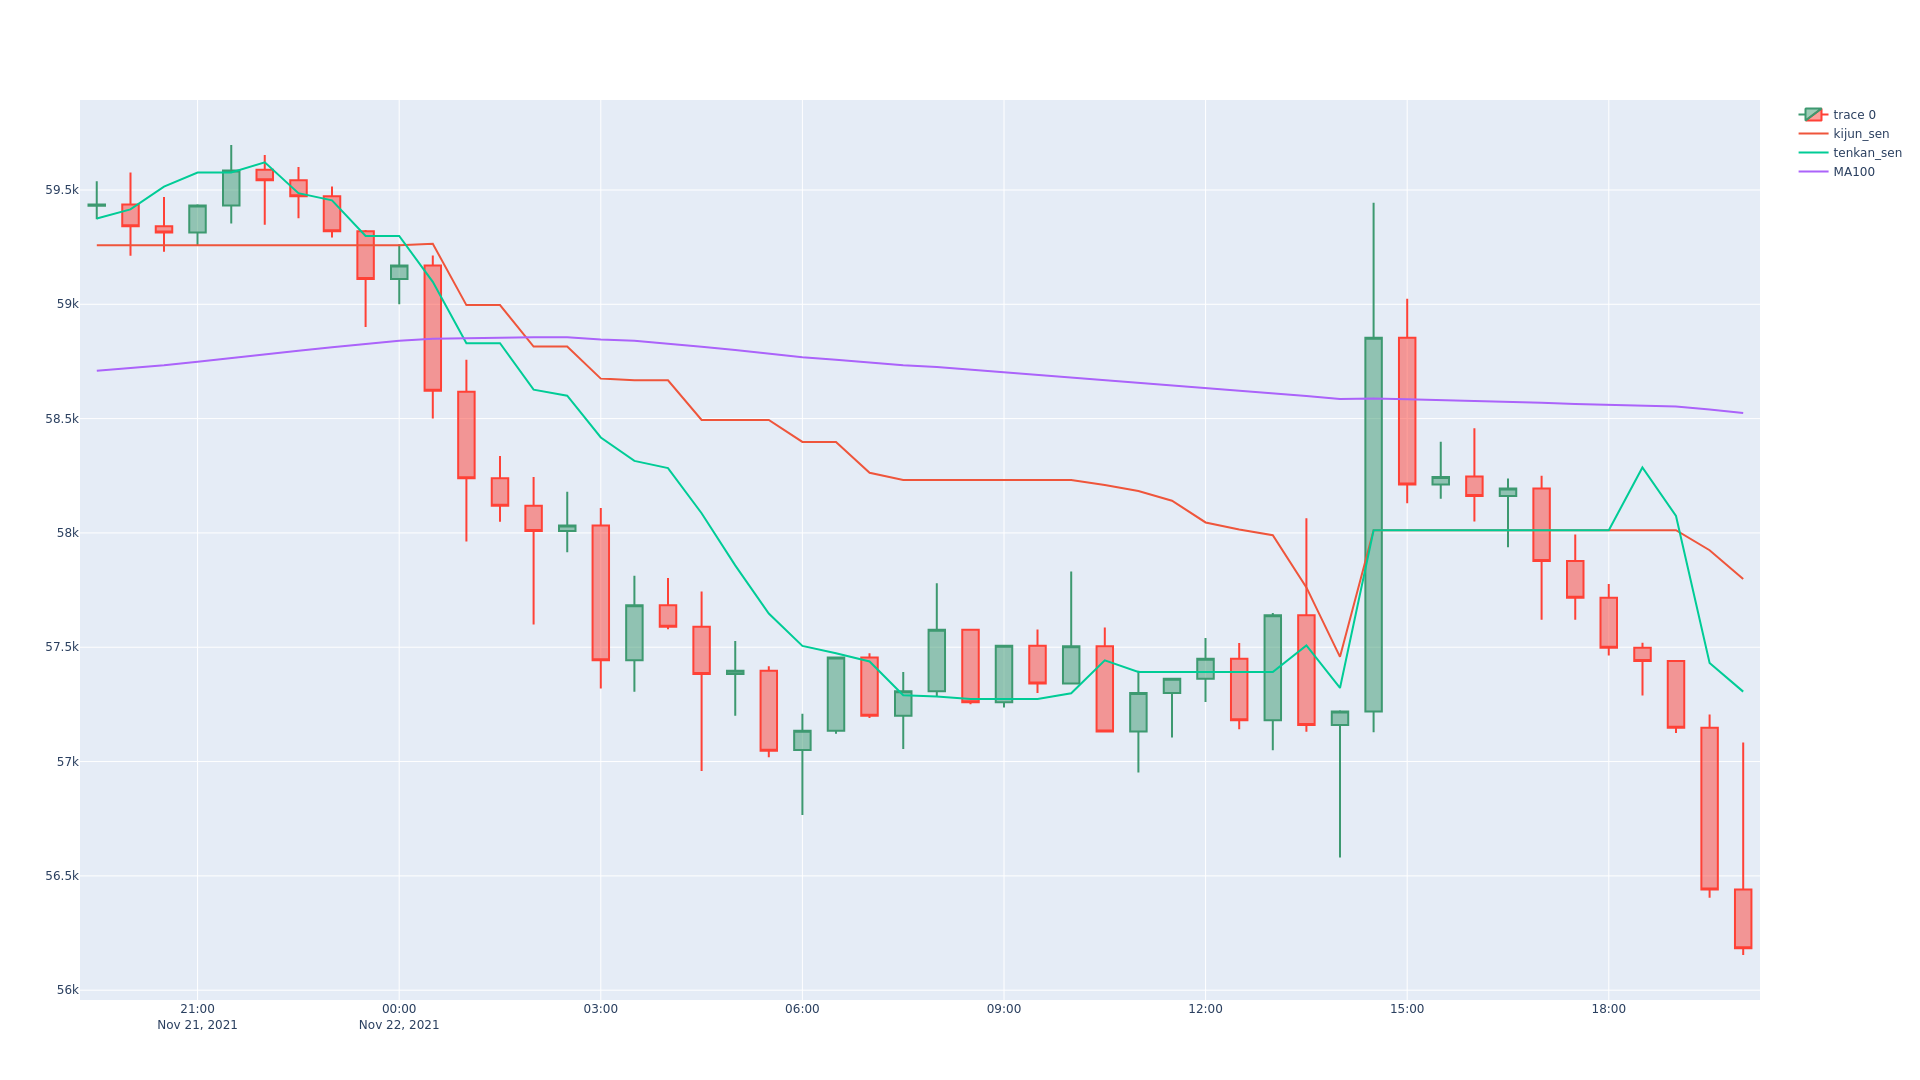 trace 0
kijun_sen
tenkan_sen
MA100
59.5k
59k
58.5k
58k
57.5k
57k
56.5k
56k
21:00 00:00 03:00 06:00 09:00 12:00 15:00 18:00
Nov 21, 2021 Nov 22, 2021